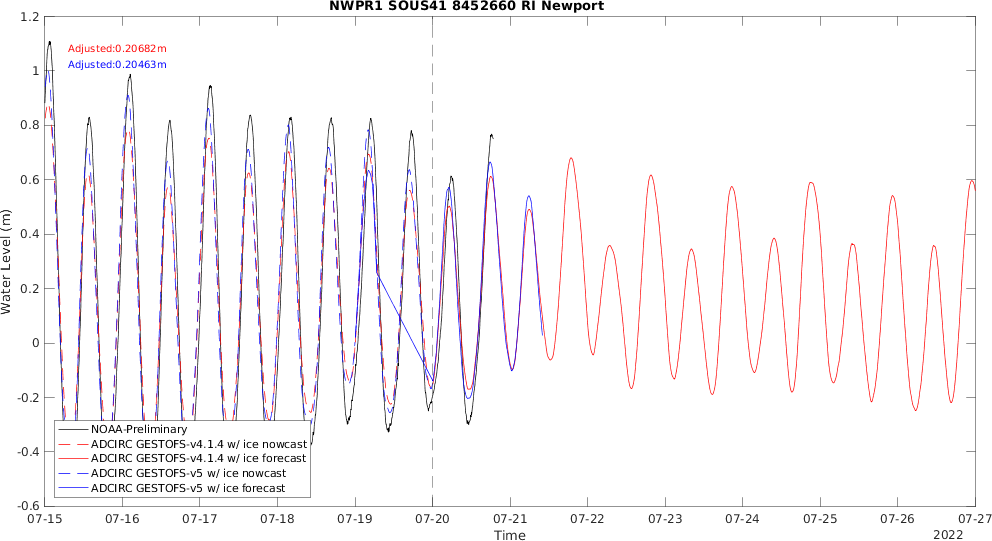 NWPR1 SOUS41 8452660 RI Newport
Adjusted:0.20682m
Adjusted:0.20463m
1.2
1
0.8
0.6
0.4
0.2
0
-0.2
-0.4
-0.6
Water Level (m)
NOAA-Preliminary
ADCIRC GESTOFS-v4.1.4 w/ ice nowcast
ADCIRC GESTOFS-v4.1.4 w/ ice forecast
ADCIRC GESTOFS-v5 w/ ice nowcast
ADCIRC GESTOFS-v5 w/ ice forecast
07-15 07-16 07-17 07-18 07-19 07-20 07-21 07-22 07-23 07-24 07-25 07-26 07-27
Time
2022